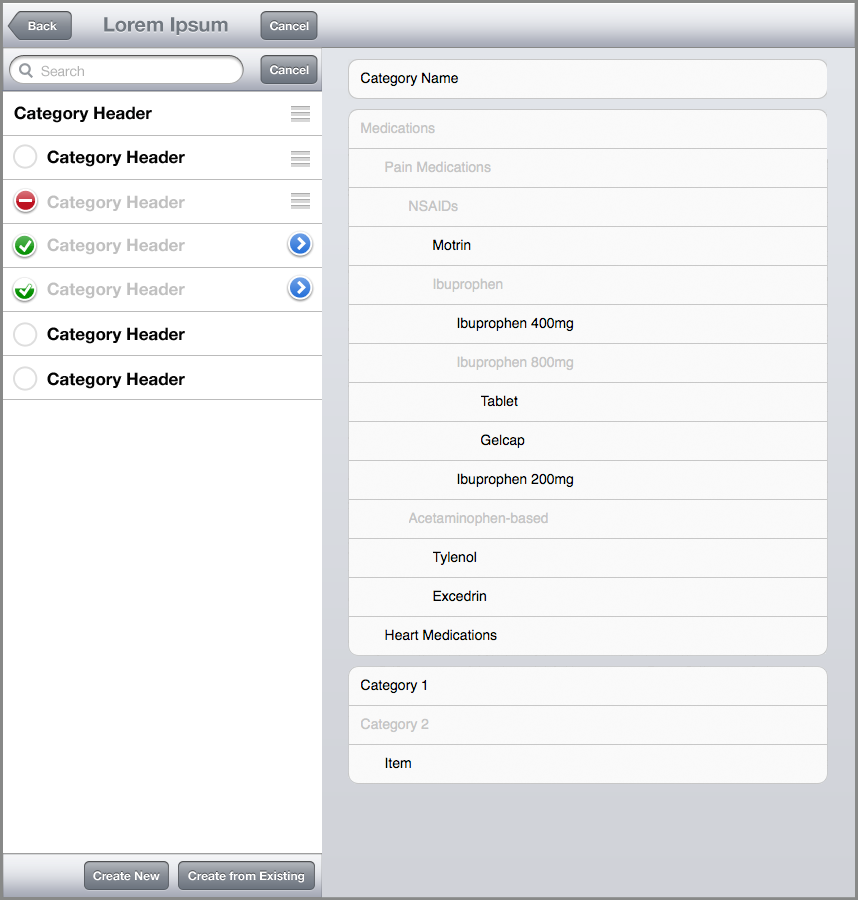 Back
Lorem Ipsum
Cancel
Search
Cancel
Category Header
Category Header
Category Header
Category Header
Category Header
Category Header
Category Header
Create New
Create from Existing
Category Name
Medications
Pain Medications
NSAIDs
Motrin
Ibuprophen
Ibuprophen 400mg
Ibuprophen 800mg
Tablet
Gelcap
Ibuprophen 200mg
Acetaminophen-based
Tylenol
Excedrin
Heart Medications
Category 1
Category 2
Item